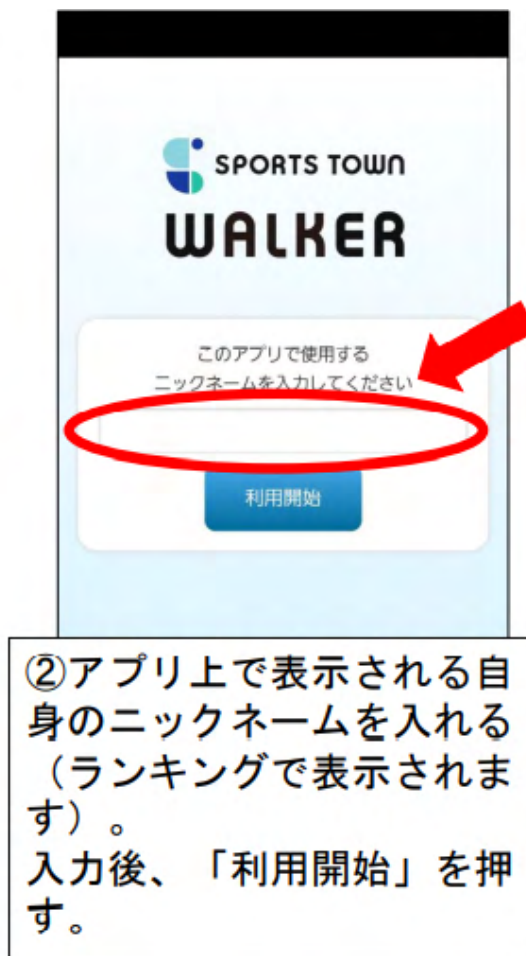 SPORTS TOWN
WALKER
このアプリで使用する
ニックネームを入力してください
利用開始
②アプリ上で表示される自
身のニックネームを入れる
（ランキングで表示されま
す）。
入力後、「利用開始」を押
す。